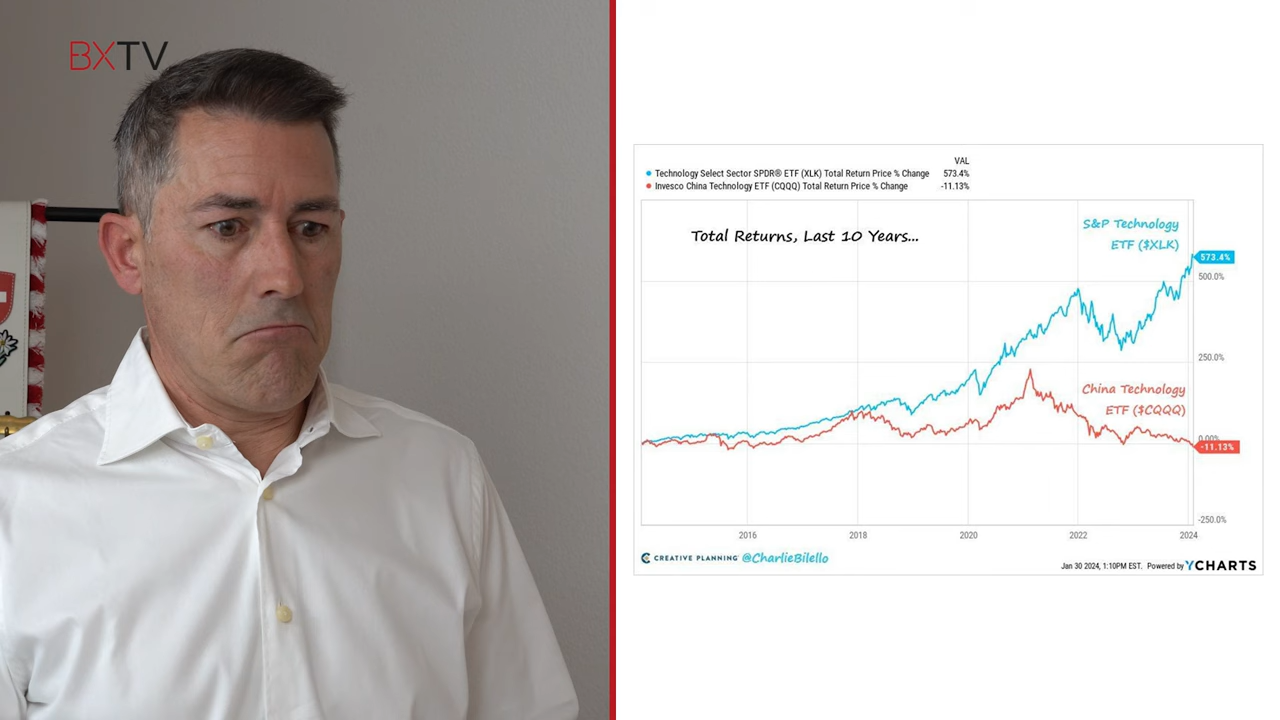 BXTV
VAL
Technology Select Sector SPDR® ETF (XLK) Total Return Price % Change 573.4%
Invesco China Technology ETF (CQQQ) Total Return Price % Change -11.13%
Total Returns, Last 10 Years...
S&P Technology
ETF ($XLK)
573.4%
500.0%
250.0%
China Technology
ETF ($CQQQ)
0.00%
-11.13%
-250.0%
2016 2018 2020 2022 2024
CREATIVE PLANNING @CharlieBilello
Jan 30 2024, 1:10PM EST. Powered by YCHARTS